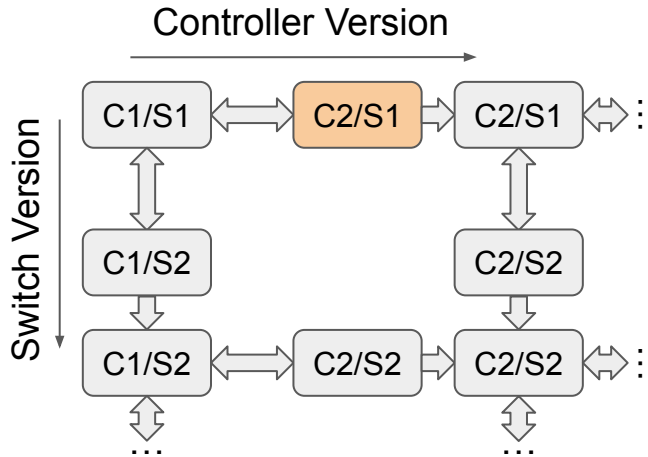 Controller Version
Switch Version
C1/S1
C2/S1
C2/S1
...
C1/S2
C2/S2
C1/S2
C2/S2
C2/S2
...
...
...